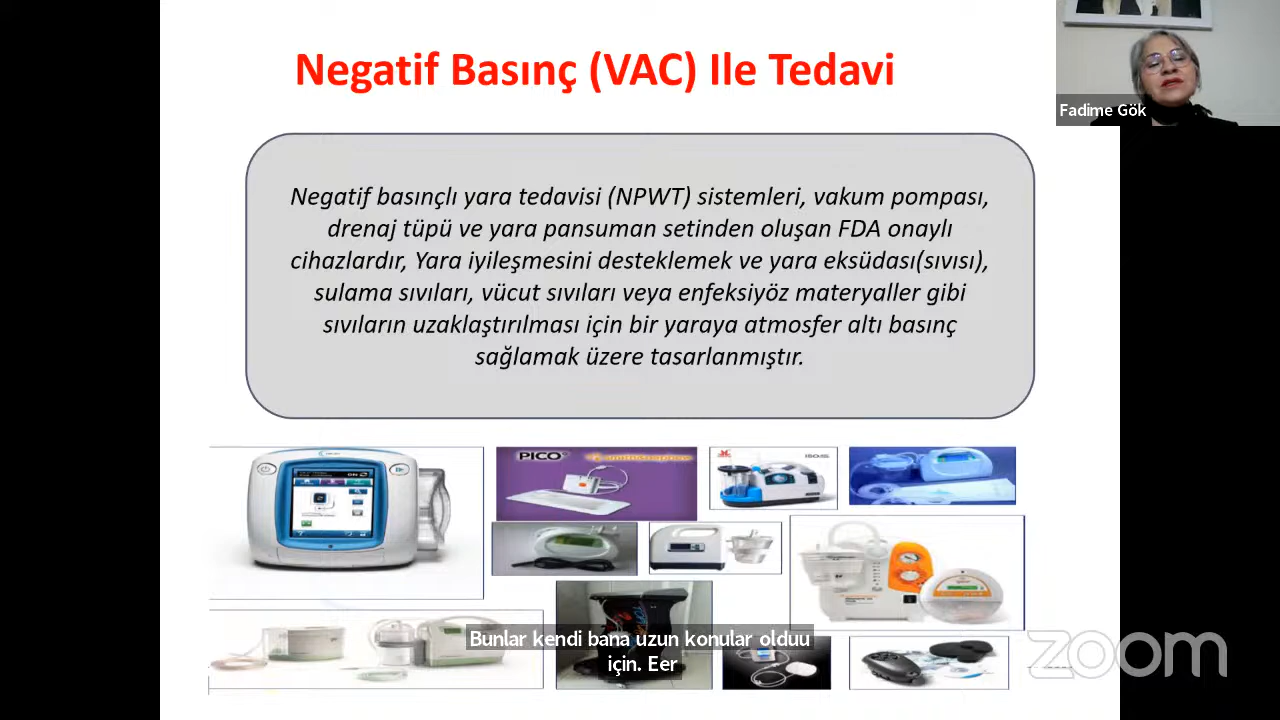 Negatif Basınç (VAC) Ile Tedavi
Fadime Gök
Negatif basınçlı yara tedavisi (NPWT) sistemleri, vakum pompası,
drenaj tüpü ve yara pansuman setinden oluşan FDA onaylı
cihazlardır, Yara iyileşmesini desteklemek ve yara eksüdası(sıvısı),
sulama sıvıları, vücut sıvıları veya enfeksiyöz materyaller gibi
sıvıların uzaklaştırılması için bir yaraya atmosfer altı basınç
sağlamak üzere tasarlanmıştır.
PICO
smith&nephew
Bunlar kendi bana uzun konular olduu
için. Eer
zoom